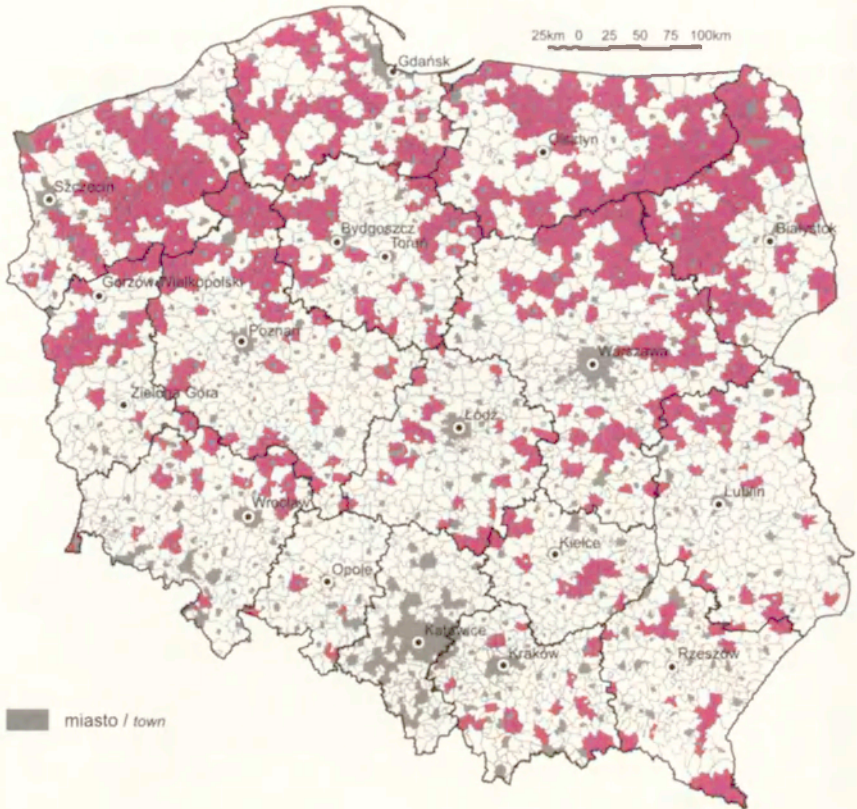 25km 0 25 50 75 100km
Gdańsk
Olsztyn
Szczecin
Bydgoszcz
Toruń
Białystok
Gorzów Wielkopolski
Poznań
Warszawa
Zielona Góra
Łódź
Wrocław
Lublin
Kielce
Opole
Katowice
Kraków
Rzeszów
miasto / town